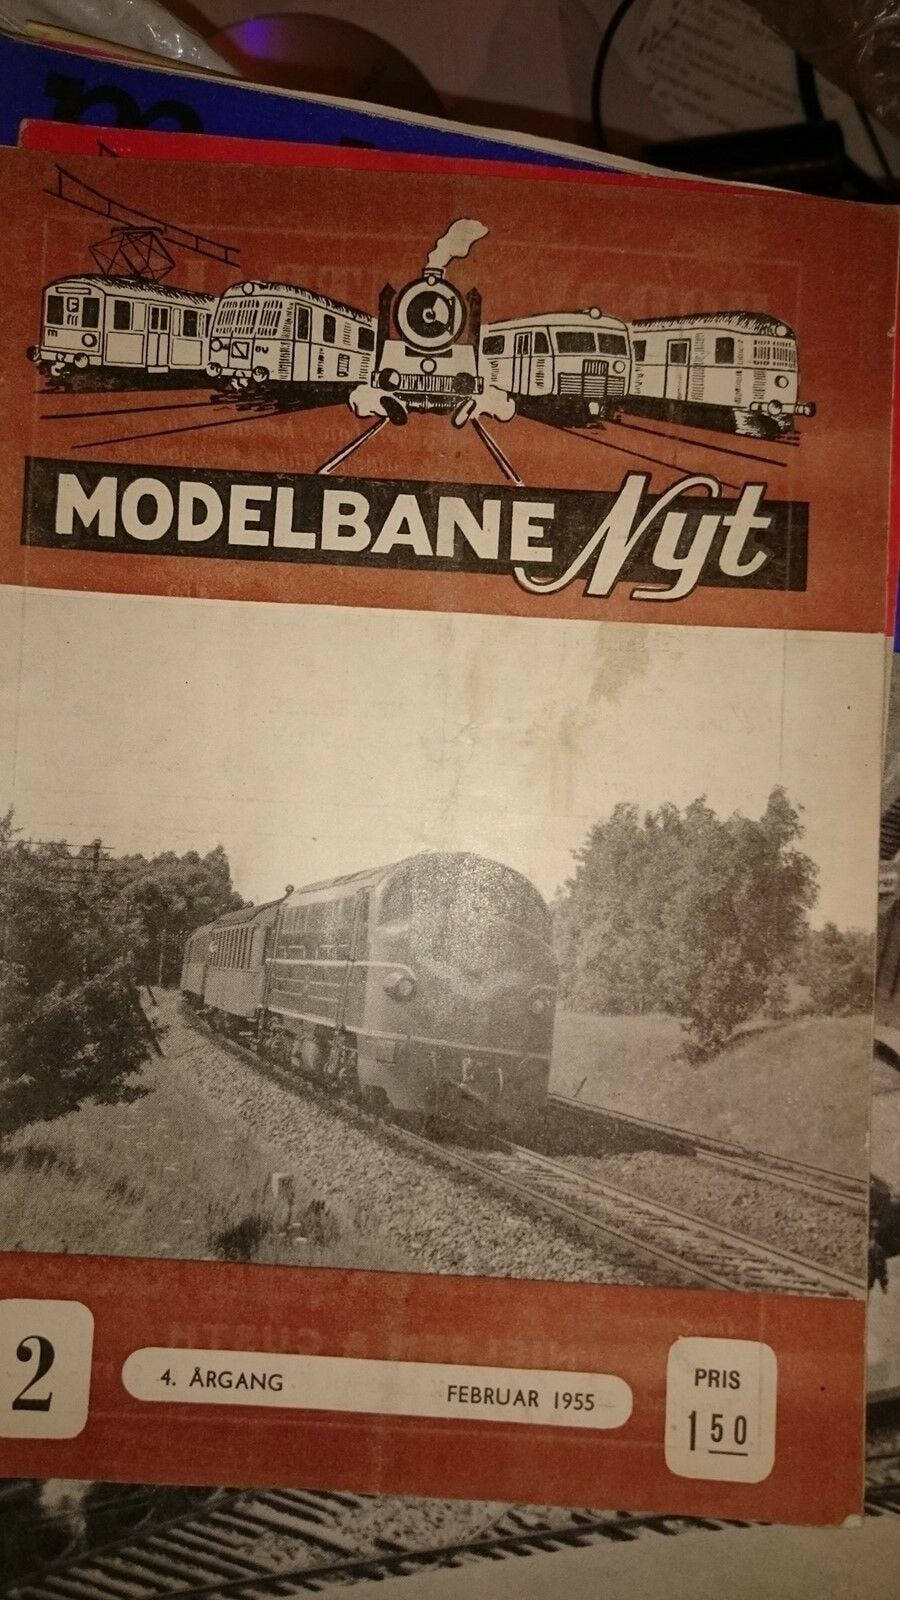 MODELBANE Nyt
2
4. ÅRGANG
FEBRUAR 1955
PRIS
1 50